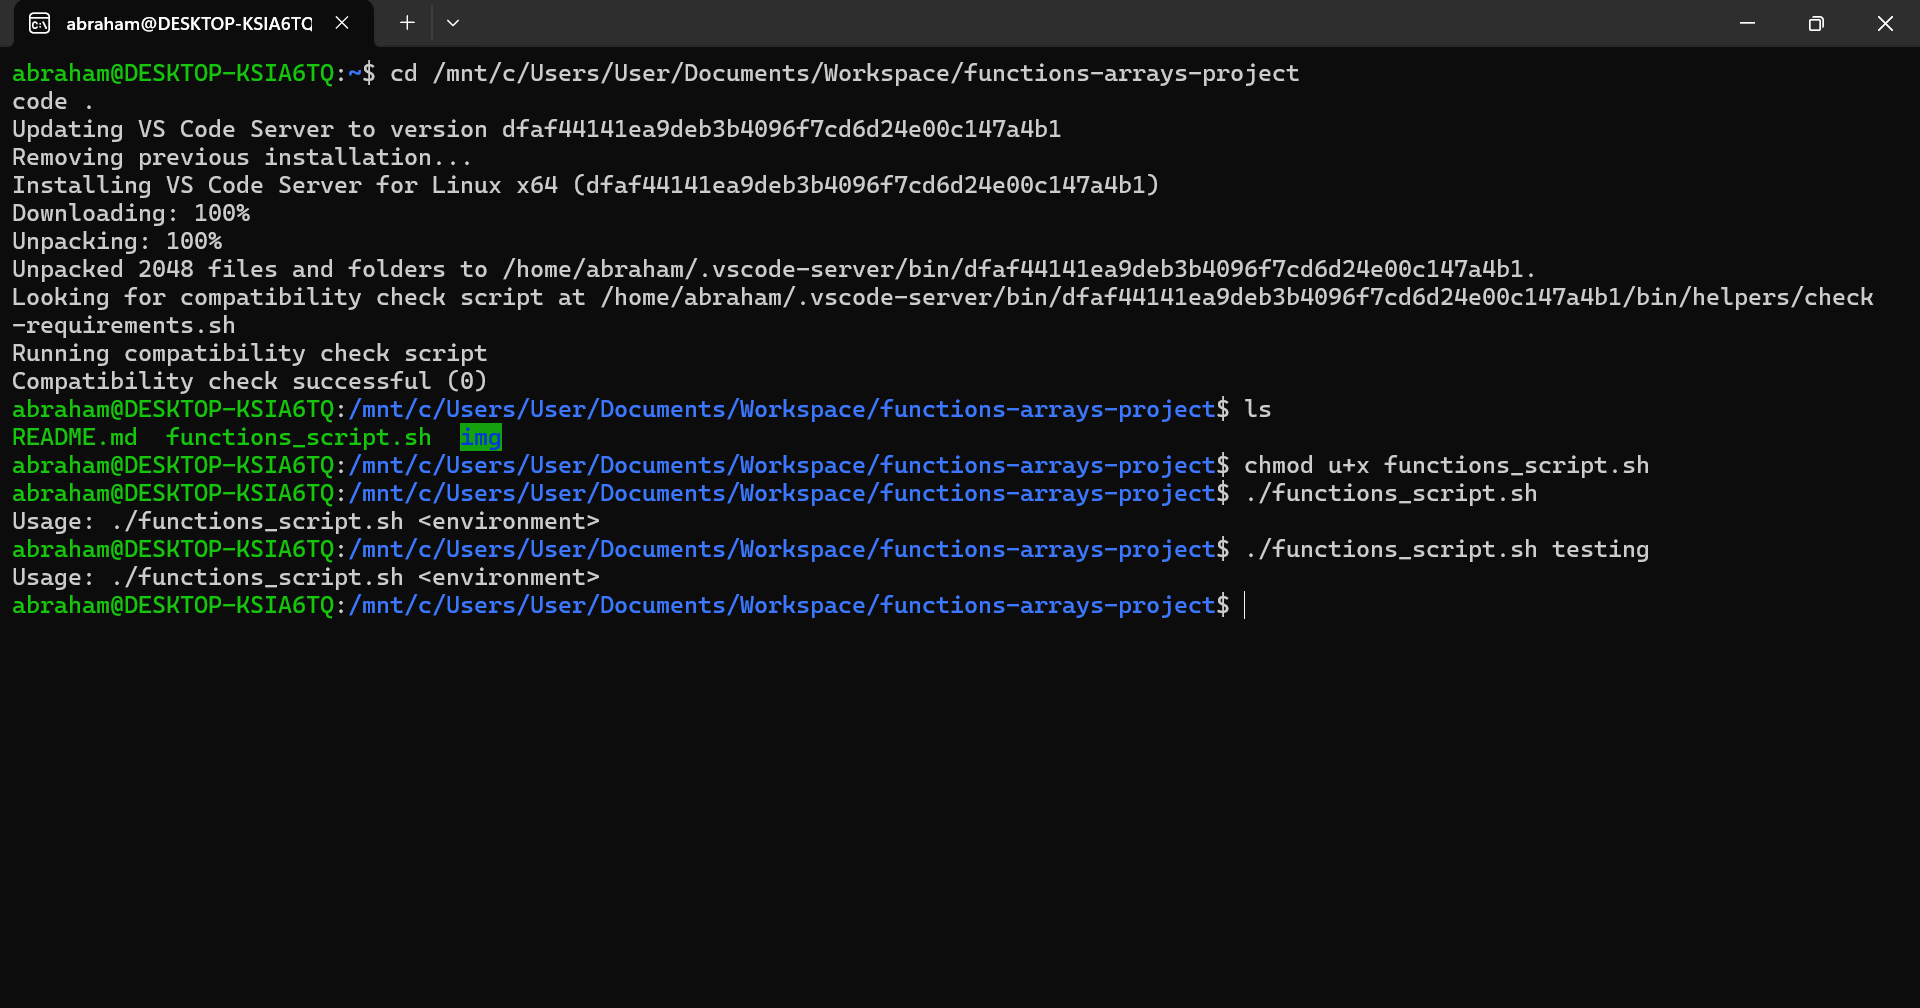 abraham@DESKTOP-KSIA6TQ
abraham@DESKTOP-KSIA6TQ:~$ cd /mnt/c/Users/User/Documents/Workspace/functions-arrays-project
code .
Updating VS Code Server to version dfaf44141ea9deb3b4096f7cd6d24e00c147a4b1
Removing previous installation...
Installing VS Code Server for Linux x64 (dfaf44141ea9deb3b4096f7cd6d24e00c147a4b1)
Downloading: 100%
Unpacking: 100%
Unpacked 2048 files and folders to /home/abraham/.vscode-server/bin/dfaf44141ea9deb3b4096f7cd6d24e00c147a4b1.
Looking for compatibility check script at /home/abraham/.vscode-server/bin/dfaf44141ea9deb3b4096f7cd6d24e00c147a4b1/bin/helpers/check
-requirements.sh
Running compatibility check script
Compatibility check successful (0)
abraham@DESKTOP-KSIA6TQ:/mnt/c/Users/User/Documents/Workspace/functions-arrays-project$ ls
README.md  functions_script.sh  img
abraham@DESKTOP-KSIA6TQ:/mnt/c/Users/User/Documents/Workspace/functions-arrays-project$ chmod u+x functions_script.sh
abraham@DESKTOP-KSIA6TQ:/mnt/c/Users/User/Documents/Workspace/functions-arrays-project$ ./functions_script.sh
Usage: ./functions_script.sh <environment>
abraham@DESKTOP-KSIA6TQ:/mnt/c/Users/User/Documents/Workspace/functions-arrays-project$ ./functions_script.sh testing
Usage: ./functions_script.sh <environment>
abraham@DESKTOP-KSIA6TQ:/mnt/c/Users/User/Documents/Workspace/functions-arrays-project$